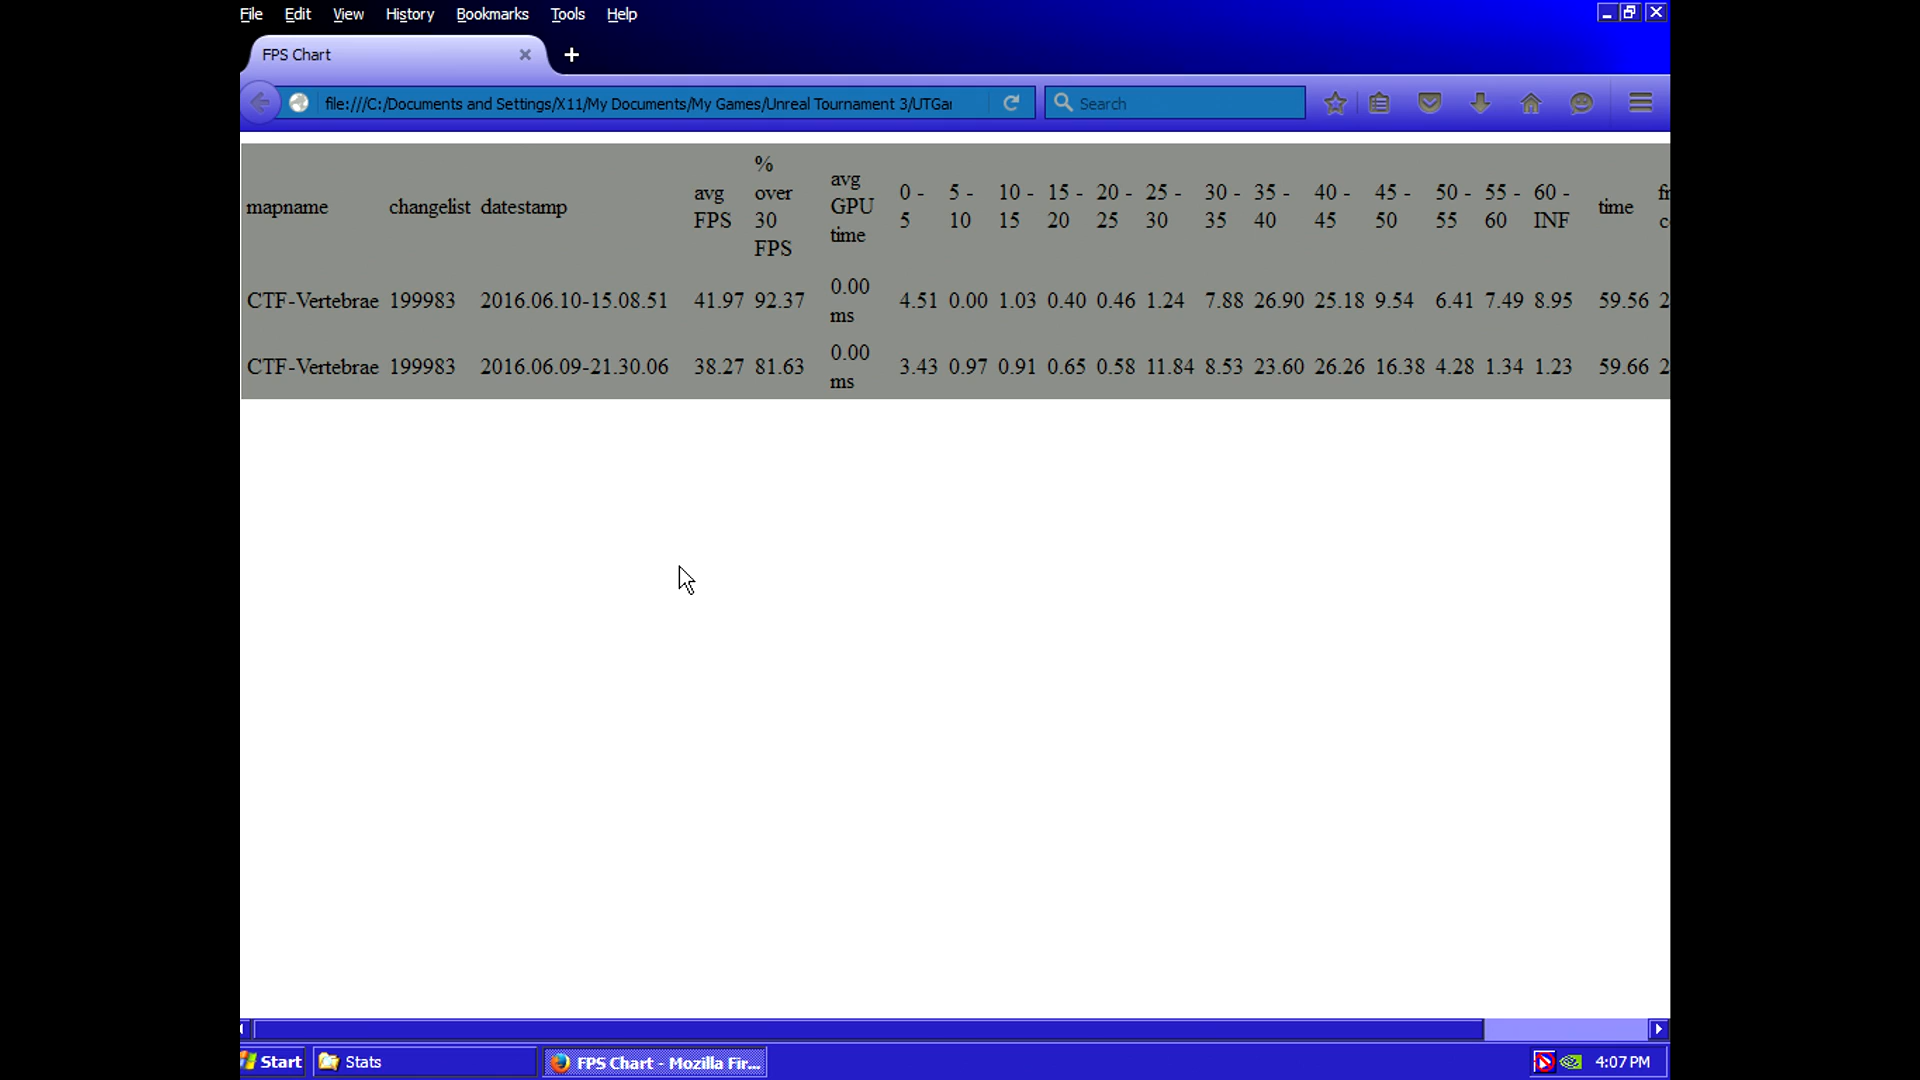 File Edit View History Bookmarks Tools Help
FPS Chart
file:///C:/Documents and Settings/X11/My Documents/My Games/Unreal Tournament 3/UTGa
Search
mapname changelist datestamp avg FPS % over 30 FPS avg GPU time 0 - 5 5 - 10 10 - 15 15 - 20 20 - 25 25 - 30 30 - 35 35 - 40 40 - 45 45 - 50 50 - 55 55 - 60 60 - INF time
CTF-Vertebrae 199983 2016.06.10-15.08.51 41.97 92.37 0.00 ms 4.51 0.00 1.03 0.40 0.46 1.24 7.88 26.90 25.18 9.54 6.41 7.49 8.95 59.56 2
CTF-Vertebrae 199983 2016.06.09-21.30.06 38.27 81.63 0.00 ms 3.43 0.97 0.91 0.65 0.58 11.84 8.53 23.60 26.26 16.38 4.28 1.34 1.23 59.66 2
Start Stats FPS Chart - Mozilla Fir... 4:07 PM